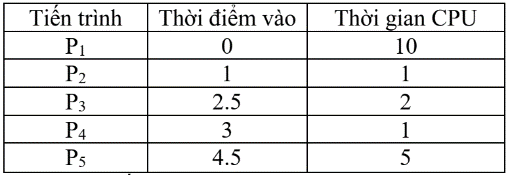 Tiến trình Thời điểm vào Thời gian CPU
P₁ 0 10
P₂ 1 1
P₃ 2.5 2
P₄ 3 1
P₅ 4.5 5